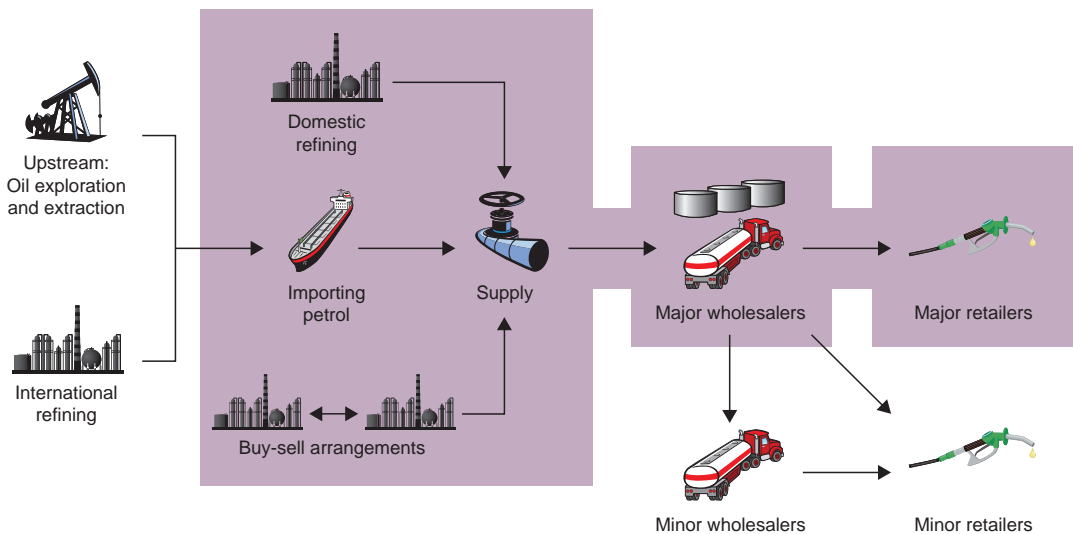 Upstream:
Oil exploration
and extraction
International
refining
Domestic
refining
Importing
petrol
Supply
Buy-sell arrangements
Major wholesalers
Major retailers
Minor wholesalers
Minor retailers